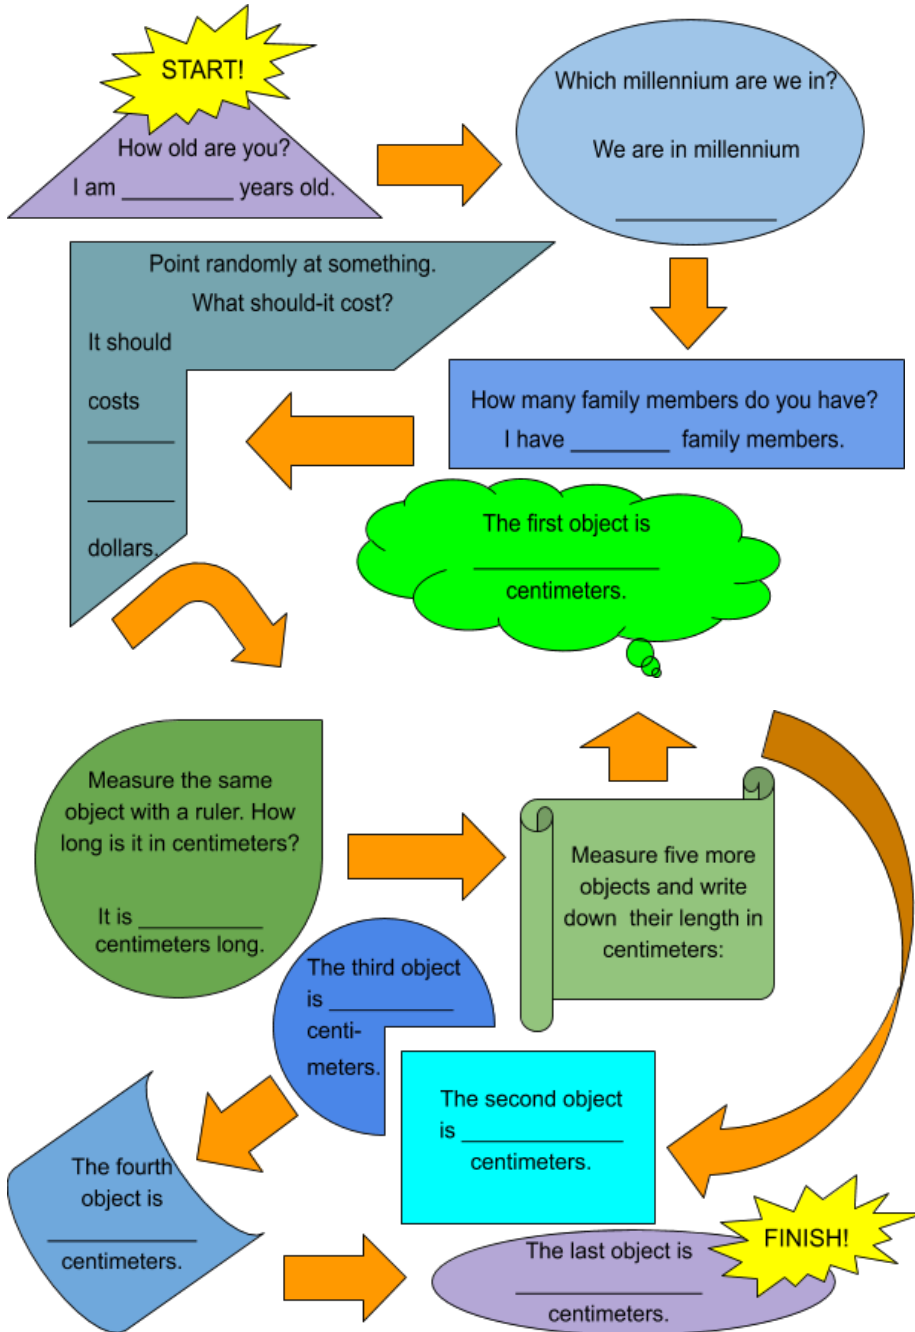 START!
How old are you?
I am _________ years old.
Which millennium are we in?
We are in millennium
_____________
How many family members do you have?
I have ________ family members.
Point randomly at something.
What should-it cost?
It should
costs
_______
_______
dollars.
Measure the same
object with a ruler. How
long is it in centimeters?
It is __________
centimeters long.
Measure five more
objects and write
down their length in
centimeters:
The first object is
_______________
centimeters.
The second object
is _____________
centimeters.
The third object
is __________
centi-
meters.
The fourth
object is
____________
centimeters.
The last object is
_______________
centimeters.
FINISH!